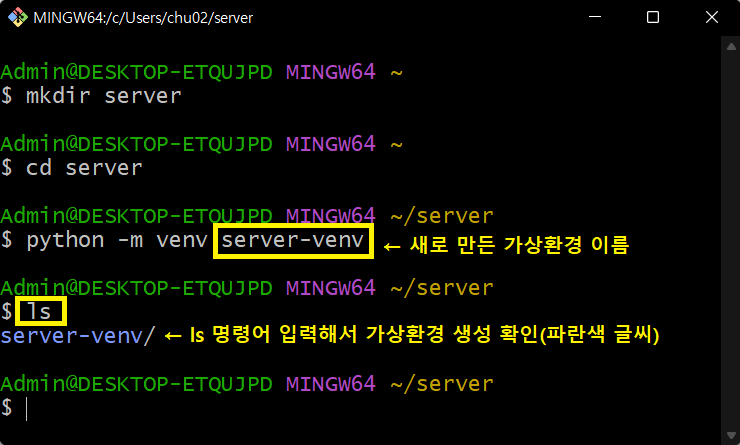 MINGW64:/c/Users/chu02/server
Admin@DESKTOP-ETQUJPD MINGW64 ~
$ mkdir server
Admin@DESKTOP-ETQUJPD MINGW64 ~
$ cd server
Admin@DESKTOP-ETQUJPD MINGW64 ~/server
$ python -m venv server-venv ← 새로 만든 가상환경 이름
Admin@DESKTOP-ETQUJPD MINGW64 ~/server
$ ls
server-venv/ ← ls 명령어 입력해서 가상환경 생성 확인(파란색 글씨)
Admin@DESKTOP-ETQUJPD MINGW64 ~/server
$